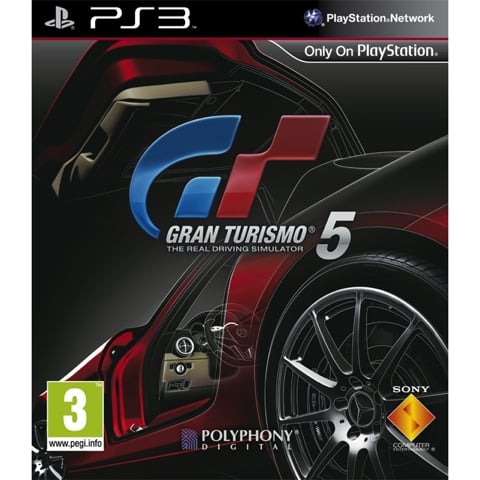 PS3
PlayStation®Network
Only On PlayStation®
GT
GRAN TURISMO® 5
THE REAL DRIVING SIMULATOR
3
www.pegi.info
POLYPHONY
DIGITAL
SONY
COMPUTER
ENTERTAINMENT®